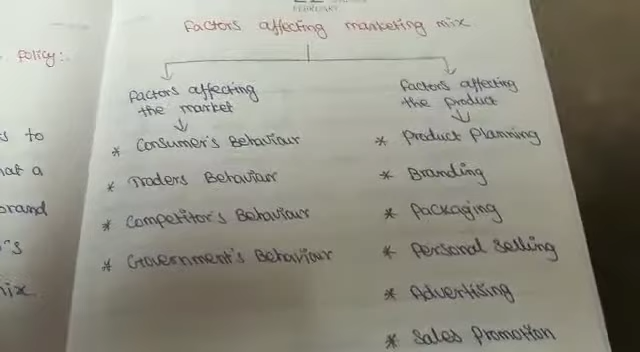 FEBRUARY
Factors affecting marketing mix
Policy:-
Factors affecting
the market
* Consumer's Behaviour
* Traders Behaviour
* Competitor's Behaviour
* Government's Behaviour
Factors affecting
the product
* Product Planning
* Branding
* Packaging
* Personal Selling
* Advertising
* Sales Promotion
to
a
brand
mix.